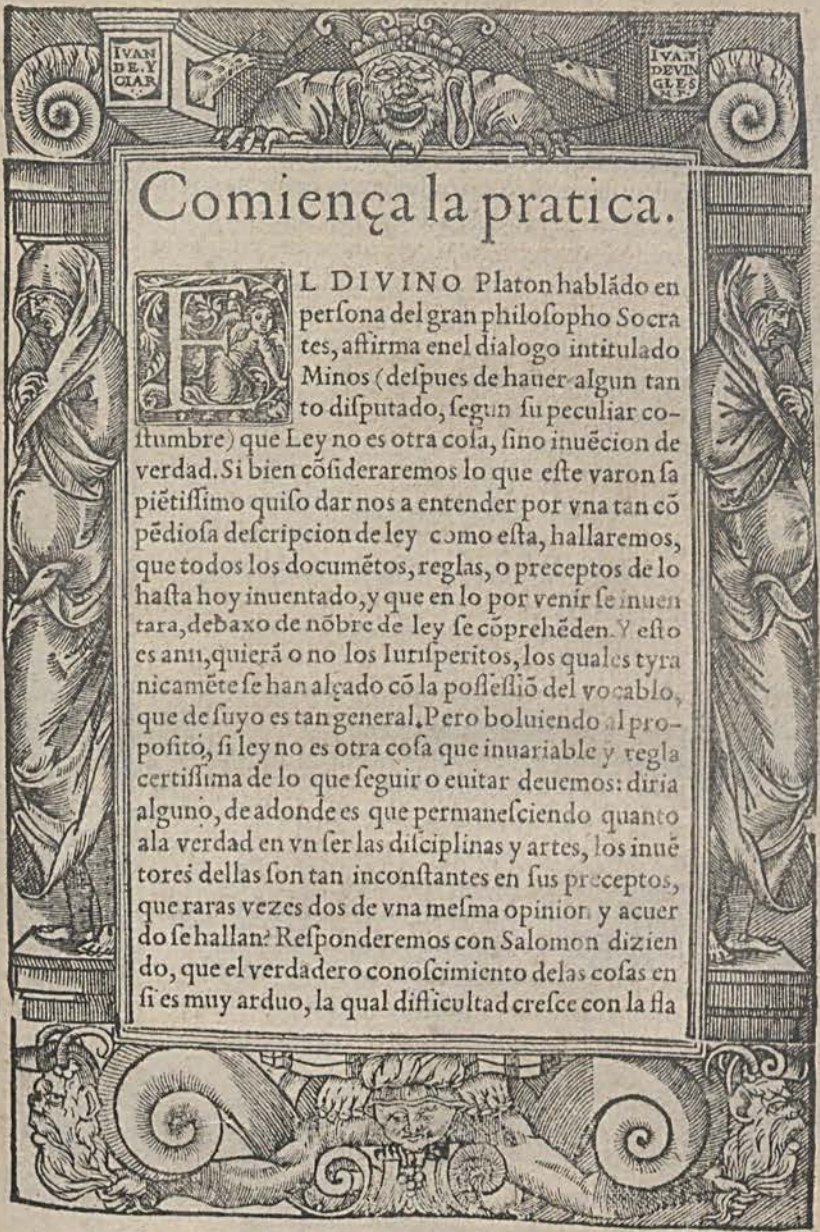 IVAN
DE.Y
CIAR
IVAN
DEVIN
GLES
Comiença la pratica.
EL DIVINO Platon hablãdo en
perſona del gran philoſopho Socra
tes, affirma enel dialogo intitulado
Minos (deſpues de hauer algun tan
to diſputado, ſegun ſu peculiar co-
ſtumbre) que Ley no es otra coſa, ſino inuẽcion de
verdad. Si bien cõſideraremos lo que eſte varon ſa
piẽtiſſimo quiſo dar nos a entender por vna tan cõ
pẽdioſa deſcripcion de ley como eſta, hallaremos,
que todos los documẽtos, reglas, o preceptos de lo
haſta hoy inuentado, y que en lo por venir ſe inuen
tara, debaxo de nõbre de ley ſe cõprehẽden. Y eſto
es anſi, quierã o no los Iuriſperitos, los quales tyra
nicamẽte ſe han alçado cõ la poſſeſſiõ del vocablo,
que de ſuyo es tan general. Pero boluiendo al pro-
poſito, ſi ley no es otra coſa que inuariable y regla
certiſſima de lo que ſeguir o euitar deuemos: diria
alguno, de adonde es que permaneſciendo quanto
ala verdad en vn ſer las diſciplinas y artes, los inuẽ
tores dellas ſon tan inconſtantes en ſus preceptos,
que raras vezes dos de vna meſma opinion y acuer
do ſe hallan? Reſponderemos con Salomon dizien
do, que el verdadero conoſcimiento delas coſas en
ſi es muy arduo, la qual difficultad creſce con la fla